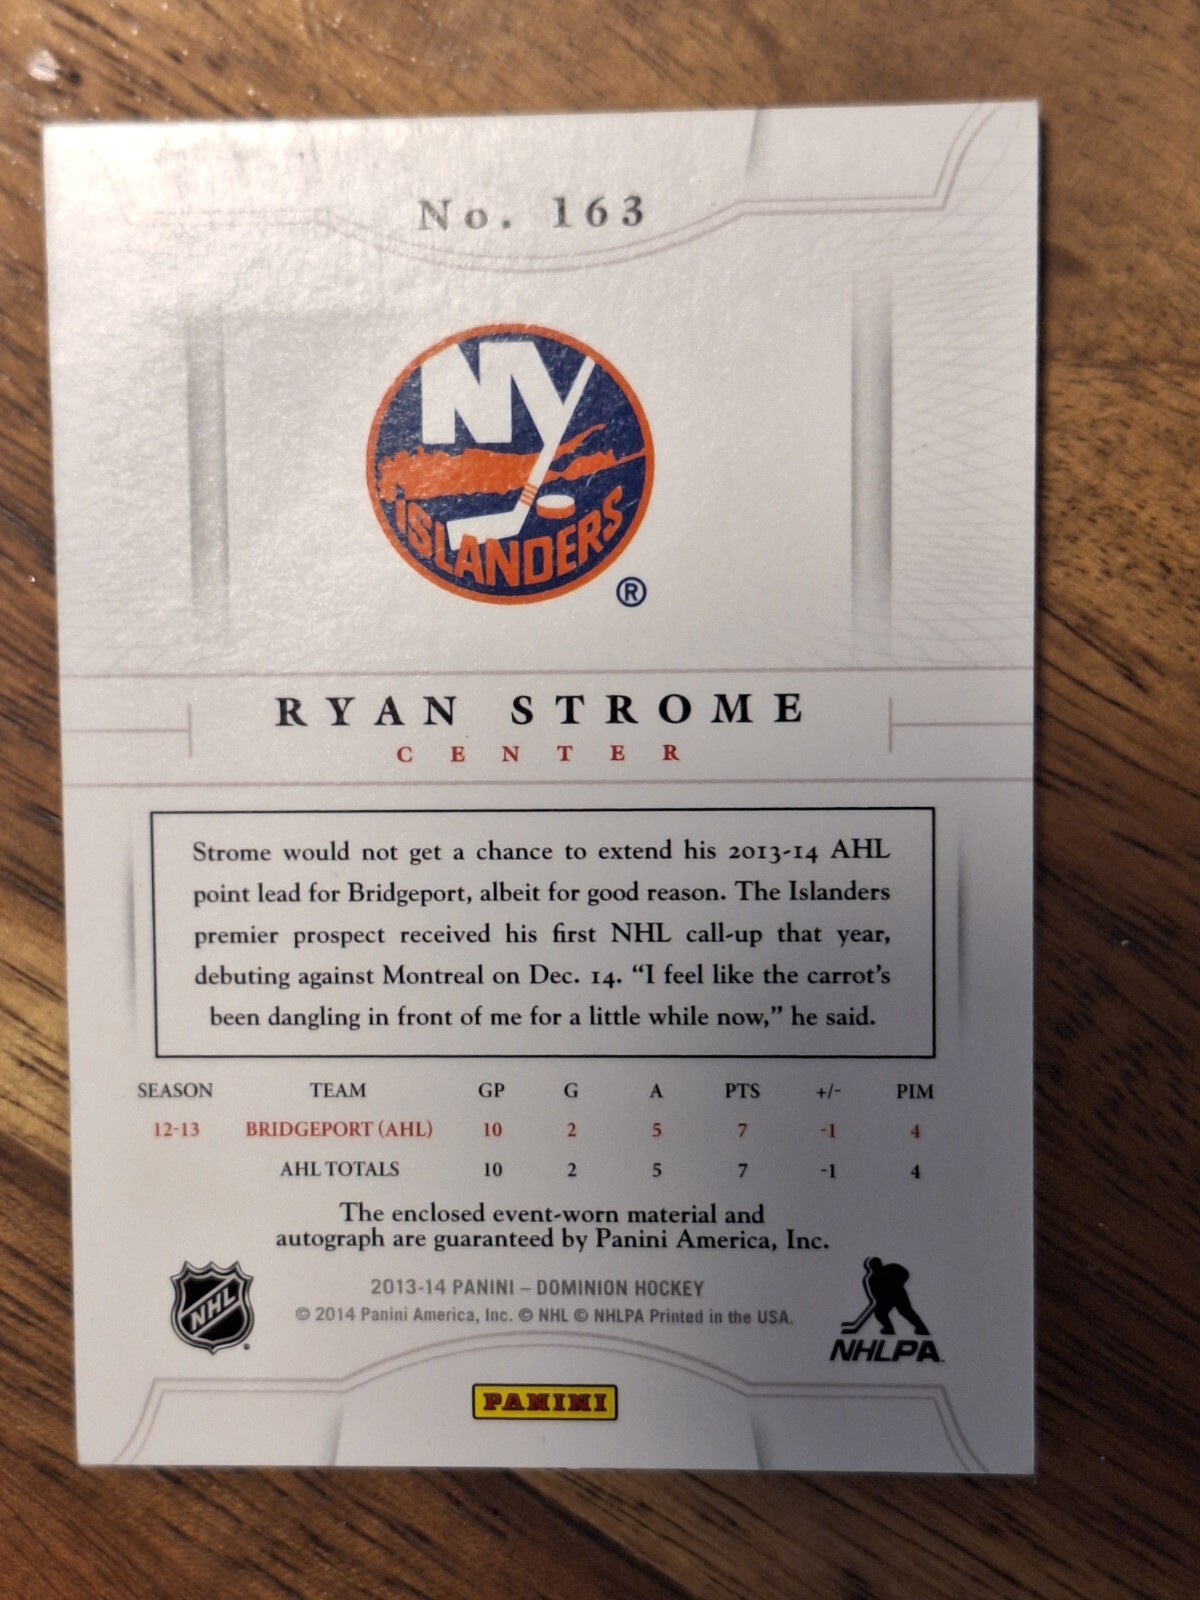 No. 163
NY
ISLANDERS
®
RYAN STROME
CENTER
Strome would not get a chance to extend his 2013-14 AHL
point lead for Bridgeport, albeit for good reason. The Islanders
premier prospect received his first NHL call-up that year,
debuting against Montreal on Dec. 14. “I feel like the carrot’s
been dangling in front of me for a little while now,” he said.
SEASON TEAM GP G A PTS +/- PIM
12-13 BRIDGEPORT (AHL) 10 2 5 7 -1 4
AHL TOTALS 10 2 5 7 -1 4
The enclosed event-worn material and
autograph are guaranteed by Panini America, Inc.
2013-14 PANINI – DOMINION HOCKEY
© 2014 Panini America, Inc. © NHL © NHLPA Printed in the USA.
NHL
NHLPA
PANINI